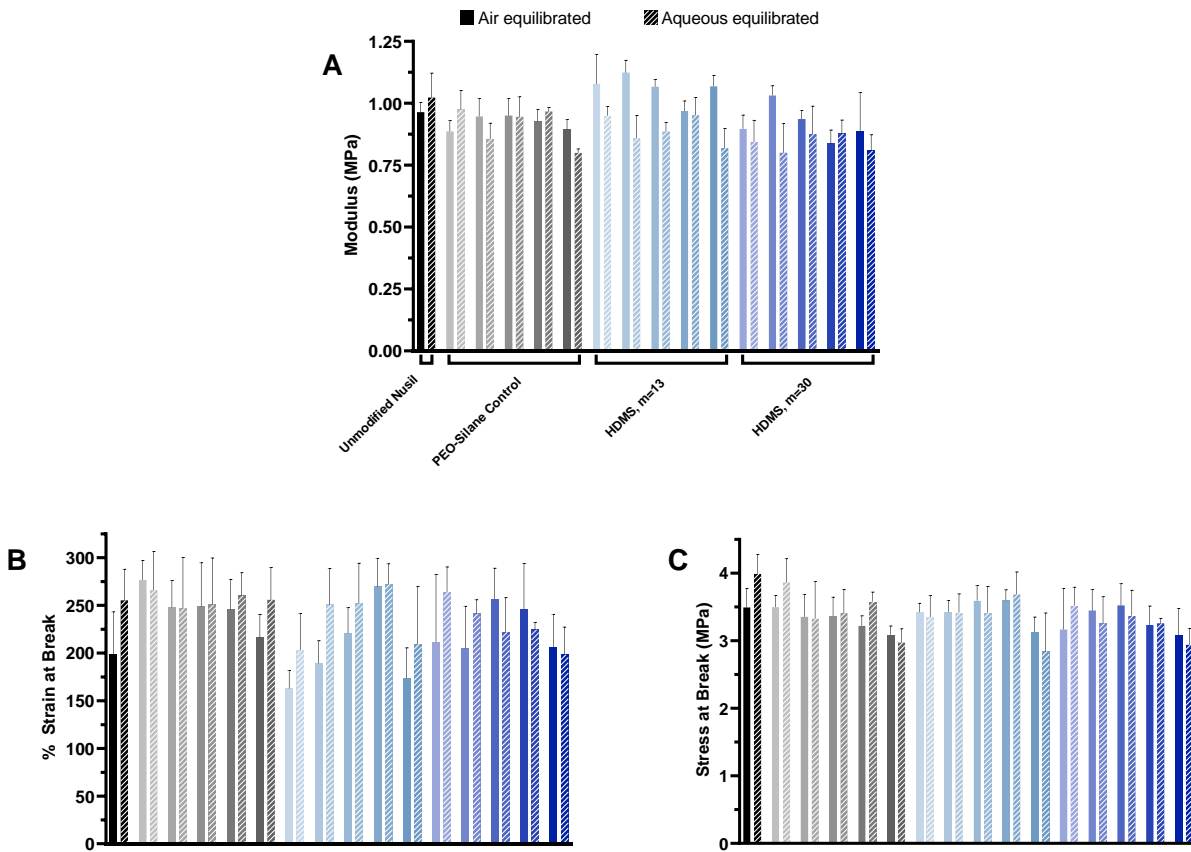 Air equilibrated
Aqueous equilibrated
A
Modulus (MPa)
1.25
1.00
0.75
0.50
0.25
0.00
Unmodified Nusil
PEO-Silane Control
HDMS, m=13
HDMS, m=30
B
% Strain at Break
300
250
200
150
100
50
0
C
Stress at Break (MPa)
4
3
2
1
0